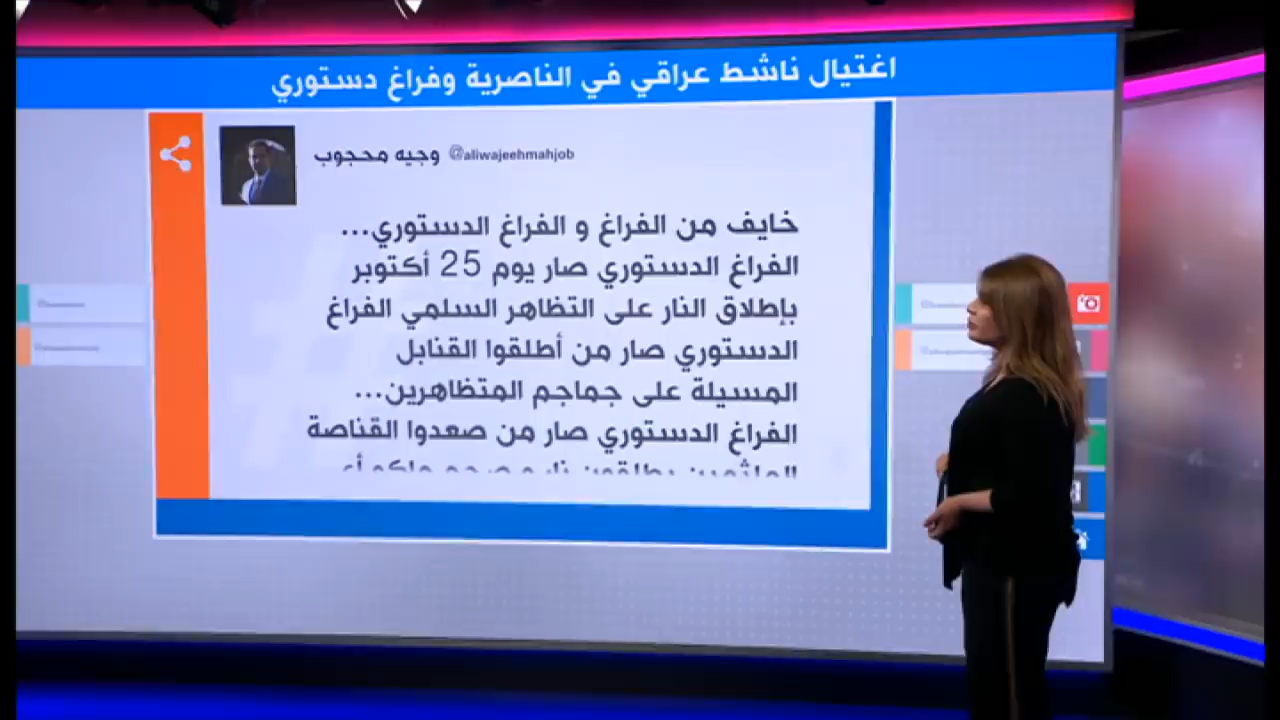 اغتيال ناشط عراقي في الناصرية وفراغ دستوري
وجيه محجوب @aliwajeehmahjob
خايف من الفراغ و الفراغ الدستوري...
الفراغ الدستوري صار يوم 25 أكتوبر
بإطلاق النار على التظاهر السلمي الفراغ
الدستوري صار من أطلقوا القنابل
المسيلة على جماجم المتظاهرين...
الفراغ الدستوري صار من صعدوا القناصة